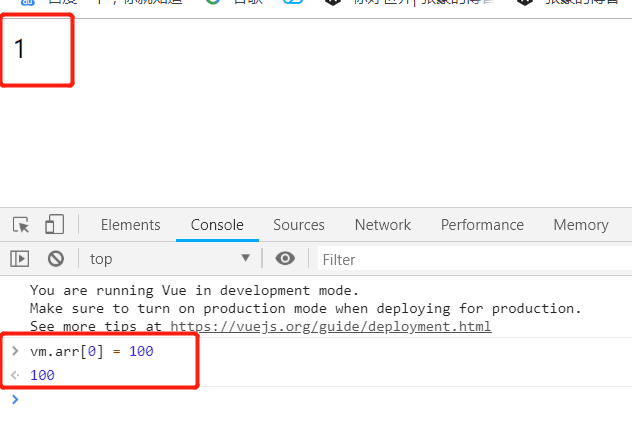 1
Elements Console Sources Network Performance Memory
top Filter
You are running Vue in development mode.
Make sure to turn on production mode when deploying for production.
See more tips at https://vuejs.org/guide/deployment.html
> vm.arr[0] = 100
100
>